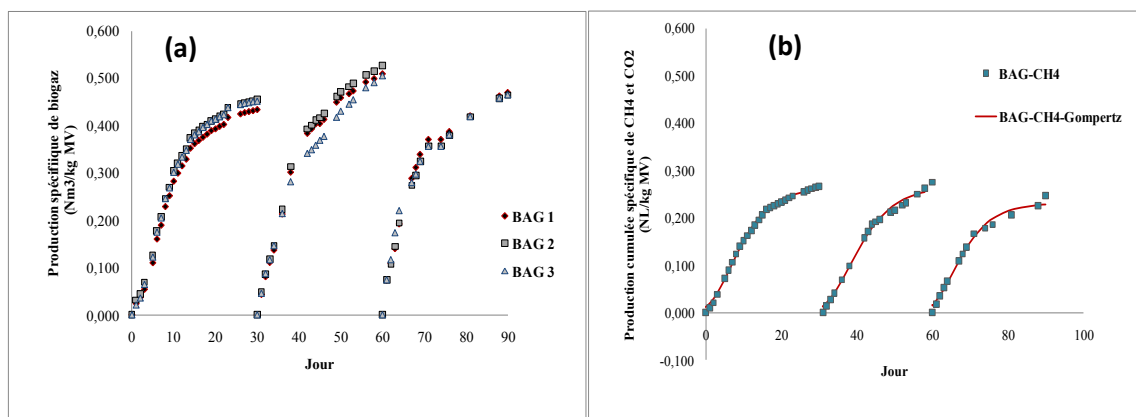 (a)
Production spécifiique de biogaz
(Nm3/kg MV)
0,600
0,500
0,400
0,300
0,200
0,100
0,000
0 10 20 30 40 50 60 70 80 90
Jour
BAG 1
BAG 2
BAG 3
(b)
Production cumulée spécifique de CH4 et CO2
(NL/kg MV)
0,600
0,500
0,400
0,300
0,200
0,100
0,000
-0,100
0 20 40 60 80 100
Jour
BAG-CH4
BAG-CH4-Gompertz